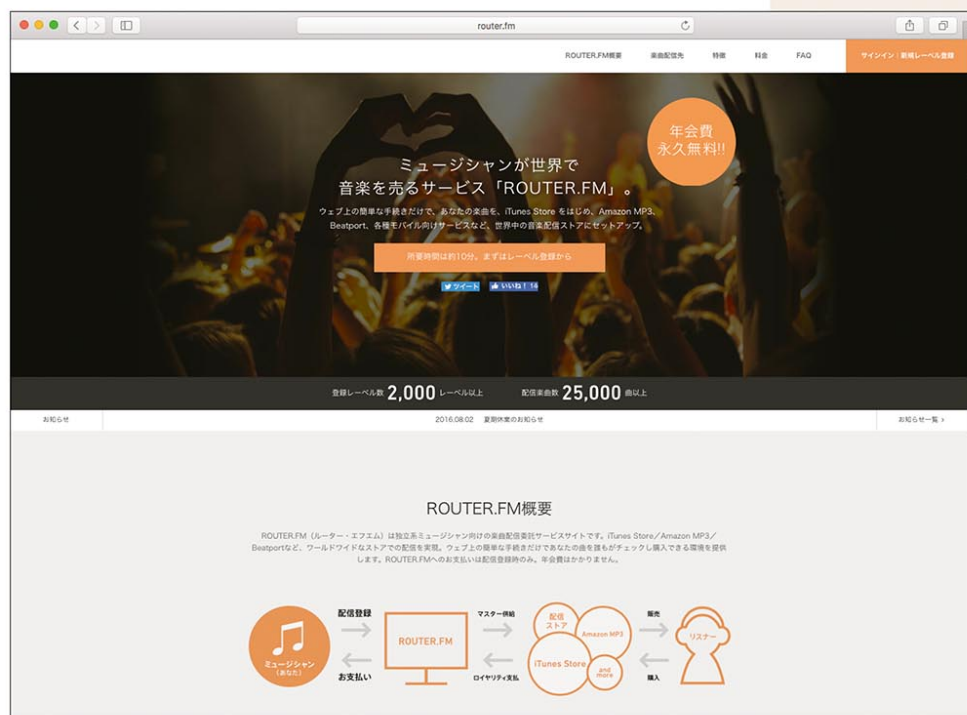 router.fm
ROUTER.FM概要 楽曲配信先 特徴 料金 FAQ サインイン｜新規レーベル登録
年会費
永久無料!!
ミュージシャンが世界で
音楽を売るサービス「ROUTER.FM」。
ウェブ上の簡単な手続きだけで、あなたの楽曲を、iTunes Store をはじめ、Amazon MP3、
Beatport、各種モバイル向けサービスなど、世界中の音楽配信ストアにセットアップ。
所要時間は約10分。まずはレーベル登録から
ツイート いいね！ 14
登録レーベル数 2,000 レーベル以上 配信楽曲数 25,000 曲以上
お知らせ 2016.08.02 夏期休業のお知らせ お知らせ一覧 >
ROUTER.FM概要
ROUTER.FM（ルーター・エフエム）は独立系ミュージシャン向けの楽曲配信委託サービスサイトです。iTunes Store／Amazon MP3／
Beatportなど、ワールドワイドなストアでの配信を実現。ウェブ上の簡単な手続きだけであなたの曲を誰もがチェックし購入できる環境を提供
します。ROUTER.FMへのお支払いは配信登録時のみ。年会費はかかりません。
ミュージシャン
(あなた)
配信登録
お支払い
ROUTER.FM
マスター供給
ロイヤリティ支払
配信
ストア
Amazon MP3
iTunes Store
and
more
販売
購入
リスナー